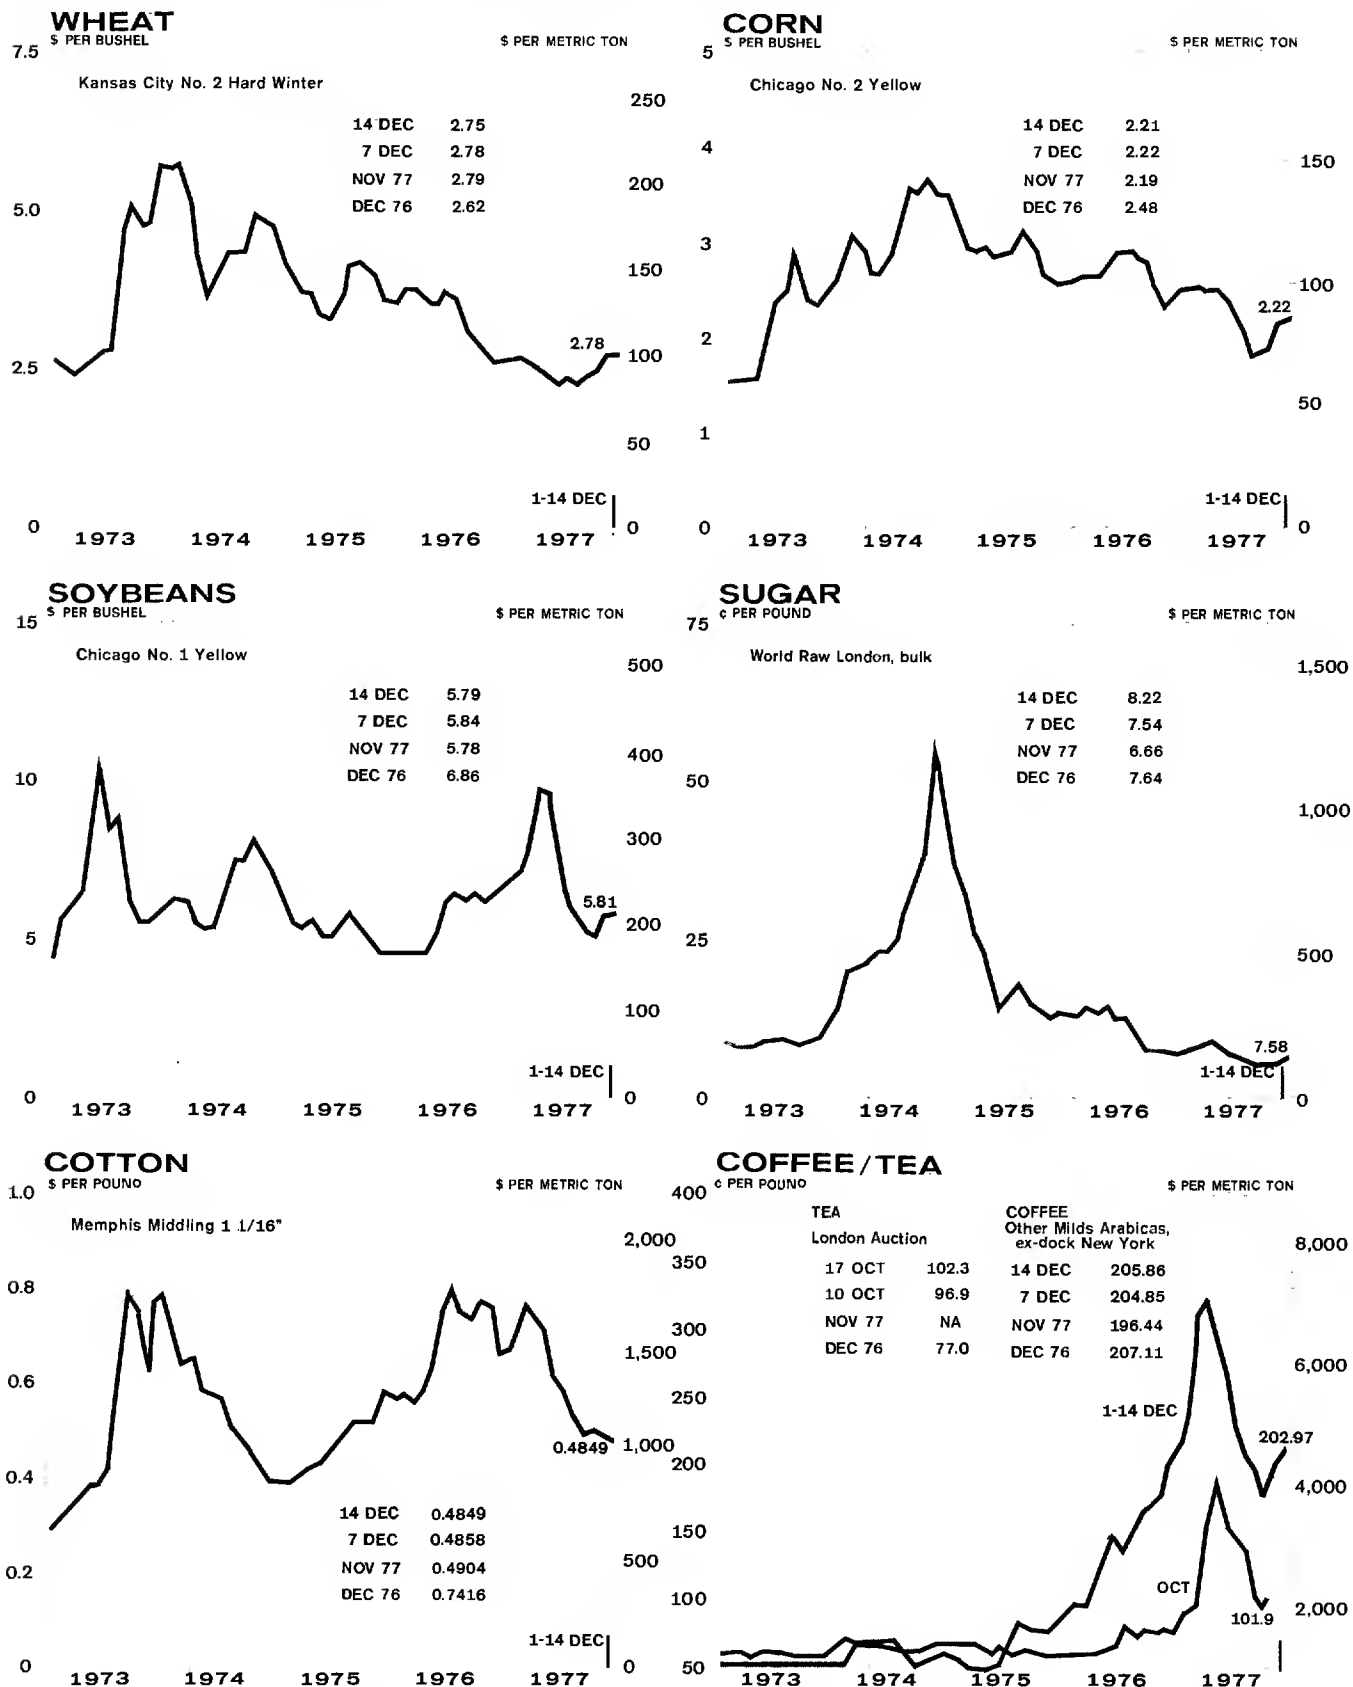 WHEAT
$ PER BUSHEL
$ PER METRIC TON
7.5
Kansas City No. 2 Hard Winter
250
14 DEC 2.75
7 DEC 2.78
NOV 77 2.79
DEC 76 2.62
200
5.0
150
2.78
100
2.5
50
1-14 DEC
0
0
1973 1974 1975 1976 1977
CORN
$ PER BUSHEL
$ PER METRIC TON
5
Chicago No. 2 Yellow
14 DEC 2.21
7 DEC 2.22
NOV 77 2.19
DEC 76 2.48
4
150
3
100
2.22
2
50
1
1-14 DEC
0
0
1973 1974 1975 1976 1977
SOYBEANS
$ PER BUSHEL
$ PER METRIC TON
15
Chicago No. 1 Yellow
500
14 DEC 5.79
7 DEC 5.84
NOV 77 5.78
DEC 76 6.86
400
10
300
5.81
200
5
100
1-14 DEC
0
0
1973 1974 1975 1976 1977
SUGAR
¢ PER POUND
$ PER METRIC TON
75
World Raw London, bulk
1,500
14 DEC 8.22
7 DEC 7.54
NOV 77 6.66
DEC 76 7.64
50
1,000
25
500
7.58
1-14 DEC
0
0
1973 1974 1975 1976 1977
COTTON
$ PER POUND
$ PER METRIC TON
1.0
Memphis Middling 1 1/16"
2,000
0.8
0.6
1,500
0.4849
1,000
0.4
14 DEC 0.4849
7 DEC 0.4858
NOV 77 0.4904
DEC 76 0.7416
500
0.2
1-14 DEC
0
0
1973 1974 1975 1976 1977
COFFEE/TEA
¢ PER POUND
$ PER METRIC TON
400
TEA
London Auction
17 OCT 102.3
10 OCT 96.9
NOV 77 NA
DEC 76 77.0
COFFEE
Other Milds Arabicas,
ex-dock New York
14 DEC 205.86
7 DEC 204.85
NOV 77 196.44
DEC 76 207.11
8,000
350
300
6,000
250
1-14 DEC
202.97
200
4,000
150
OCT
100
101.9
2,000
50
1973 1974 1975 1976 1977